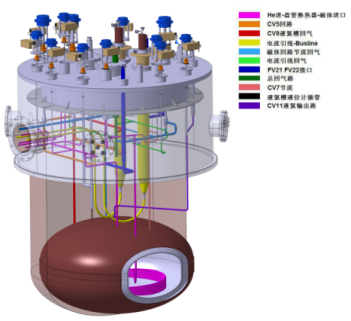 He进-盘管换热器-磁体进口
CV5回路
CV8液氦槽回气
电流引线-Busline
磁体回路节流回气
电流引线回气
PV21 PV22接口
总回气路
CV7节流
液氦槽液位计插管
CV11液氦输出路